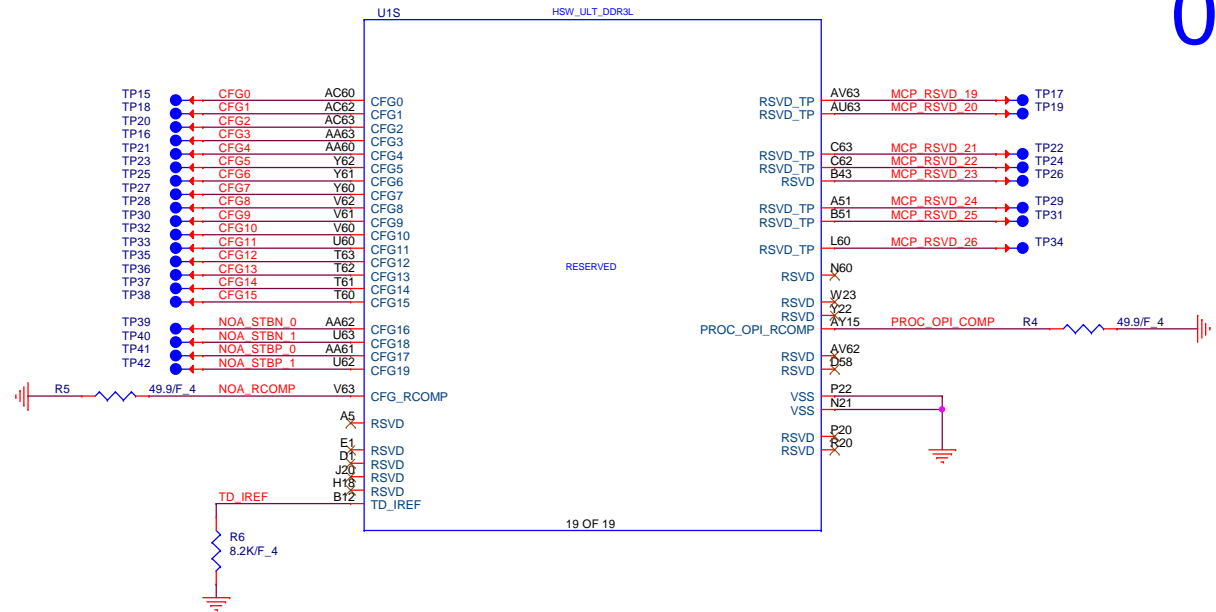 U1S HSW_ULT_DDR3L 0
TP15 CFG0 AC60 CFG0 RSVD_TP AV63 MCP_RSVD_19 TP17
TP18 CFG1 AC62 CFG1 RSVD_TP AU63 MCP_RSVD_20 TP19
TP20 CFG2 AC63 CFG2
TP16 CFG3 AA63 CFG3
TP21 CFG4 AA60 CFG4 RSVD_TP C63 MCP_RSVD_21 TP22
TP23 CFG5 Y62 CFG5 RSVD_TP C62 MCP_RSVD_22 TP24
TP25 CFG6 Y61 CFG6 RSVD B43 MCP_RSVD_23 TP26
TP27 CFG7 Y60 CFG7
TP28 CFG8 V62 CFG8 RSVD_TP A51 MCP_RSVD_24 TP29
TP30 CFG9 V61 CFG9 RSVD_TP B51 MCP_RSVD_25 TP31
TP32 CFG10 V60 CFG10
TP33 CFG11 U60 CFG11 RSVD_TP L60 MCP_RSVD_26 TP34
TP35 CFG12 T63 CFG12
TP36 CFG13 T62 CFG13 RESERVED RSVD N60
TP37 CFG14 T61 CFG14
TP38 CFG15 T60 CFG15 RSVD W23
RSVD Y22
TP39 NOA_STBN_0 AA62 CFG16 PROC_OPI_RCOMP AY15 PROC_OPI_COMP R4 49.9/F_4
TP40 NOA_STBN_1 U63 CFG18
TP41 NOA_STBP_0 AA61 CFG17 RSVD AV62
TP42 NOA_STBP_1 U62 CFG19 RSVD D58
R5 49.9/F_4 NOA_RCOMP V63 CFG_RCOMP VSS P22
VSS N21
A5 RSVD
RSVD P20
E1 RSVD RSVD R20
D1 RSVD
J20 RSVD
H18 RSVD
TD_IREF B12 TD_IREF
19 OF 19
R6
8.2K/F_4